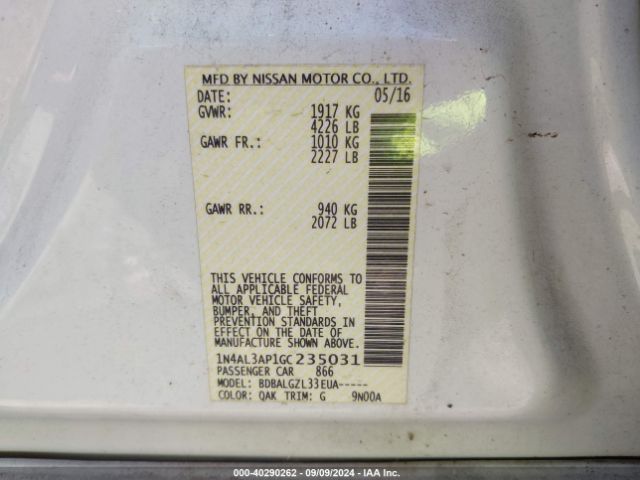 MFD BY NISSAN MOTOR CO., LTD.
DATE: 05/16
GVWR: 1917 KG
4226 LB
GAWR FR.: 1010 KG
2227 LB
GAWR RR.: 940 KG
2072 LB
THIS VEHICLE CONFORMS TO
ALL APPLICABLE FEDERAL
MOTOR VEHICLE SAFETY,
BUMPER, AND THEFT
PREVENTION STANDARDS IN
EFFECT ON THE DATE OF
MANUFACTURE SHOWN ABOVE.
1N4AL3AP1GC235031
PASSENGER CAR 866
MODEL: BDBALGZL33EUA-----
COLOR: QAK TRIM: G 9N00A
000-40290262 - 09/09/2024 - IAA Inc.